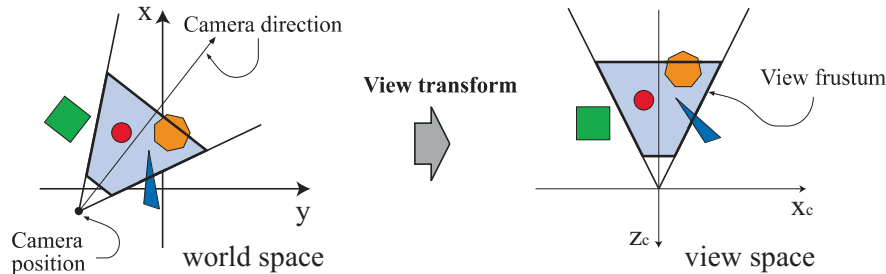 x
Camera direction
y
Camera
position
world space
View transform
View frustum
xc
zc
view space